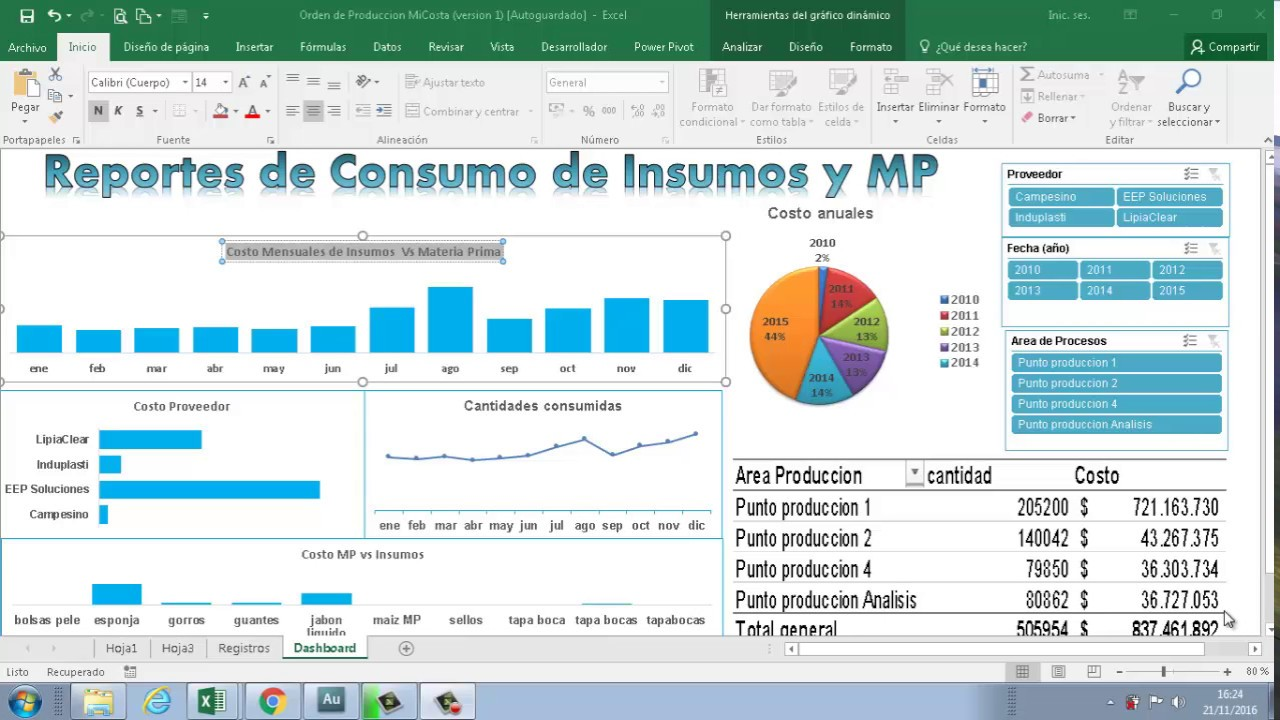 Orden de Produccion MiCosta (version 1) [Autoguardado] - Excel
Herramientas del gráfico dinámico
Inic. ses.
Archivo Inicio Diseño de página Insertar Fórmulas Datos Revisar Vista Desarrollador Power Pivot Analizar Diseño Formato ¿Qué desea hacer? Compartir
Pegar
Calibri (Cuerpo) 14
N K S
Ajustar texto
Combinar y centrar
General
% 000
Formato condicional
Dar formato como tabla
Estilos de celda
Insertar Eliminar Formato
Autosuma
Rellenar
Borrar
Ordenar y filtrar
Buscar y seleccionar
Portapapeles Fuente Alineación Número Estilos Celdas Editar
Reportes de Consumo de Insumos y MP
Costo Mensuales de Insumos Vs Materia Prima
ene feb mar abr may jun jul ago sep oct nov dic
Costo anuales
2010
2%
2011
14%
2012
13%
2013
13%
2014
14%
2015
44%
2010
2011
2012
2013
2014
Proveedor
Campesino EEP Soluciones
Induplasti LipiaClear
Fecha (año)
2010 2011 2012
2013 2014 2015
Area de Procesos
Punto produccion 1
Punto produccion 2
Punto produccion 4
Punto produccion Analisis
Costo Proveedor
LipiaClear
Induplasti
EEP Soluciones
Campesino
Cantidades consumidas
ene feb mar abr may jun jul ago sep oct nov dic
Costo MP vs Insumos
bolsas pele esponja gorros guantes jabon liquido maiz MP sellos tapa boca tapa bocas tapabocas
Area Produccion cantidad Costo
Punto produccion 1 205200 $ 721.163.730
Punto produccion 2 140042 $ 43.267.375
Punto produccion 4 79850 $ 36.303.734
Punto produccion Analisis 80862 $ 36.727.053
Total general 505954 $ 837.461.892
Hoja1 Hoja3 Registros Dashboard
Listo Recuperado 80 %
Au
16:24
21/11/2016